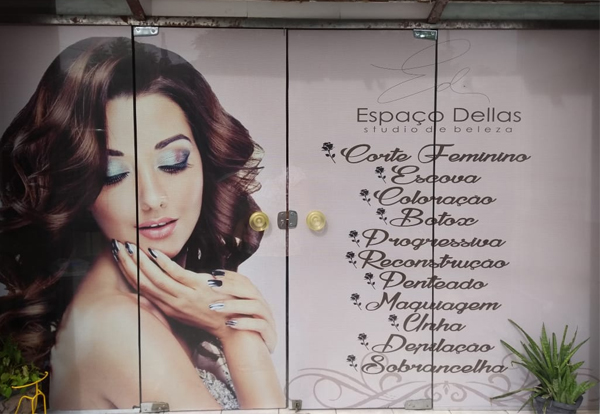 Espaço Dellas
studio de beleza
Corte Feminino
Escova
Coloração
Botox
Progressiva
Reconstrução
Penteado
Maquiagem
Unha
Depilação
Sobrancelha